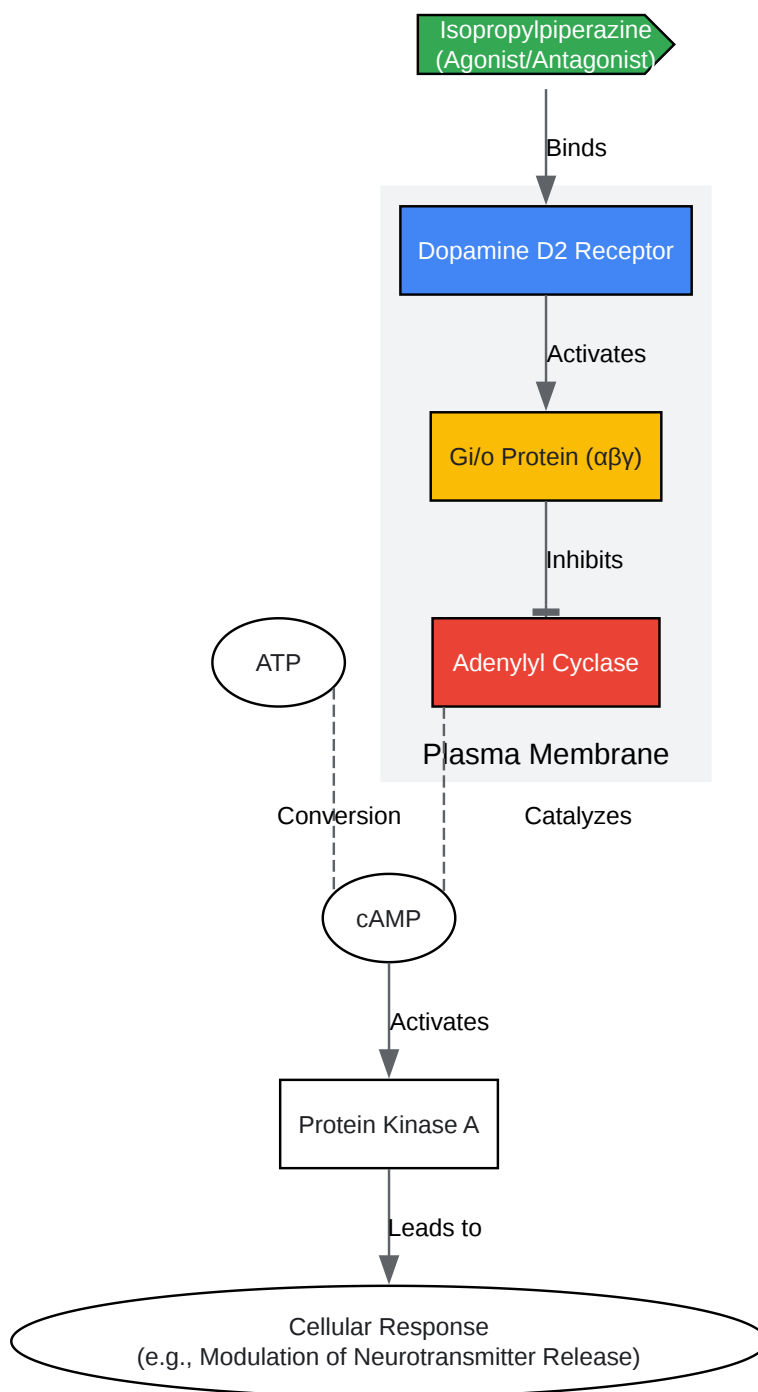 Isopropylpiperazine
(Agonist/Antagonist)
Binds
Dopamine D2 Receptor
Activates
Gi/o Protein (αβγ)
Inhibits
ATP
Adenylyl Cyclase
Plasma Membrane
Conversion
Catalyzes
cAMP
Activates
Protein Kinase A
Leads to
Cellular Response
(e.g., Modulation of Neurotransmitter Release)